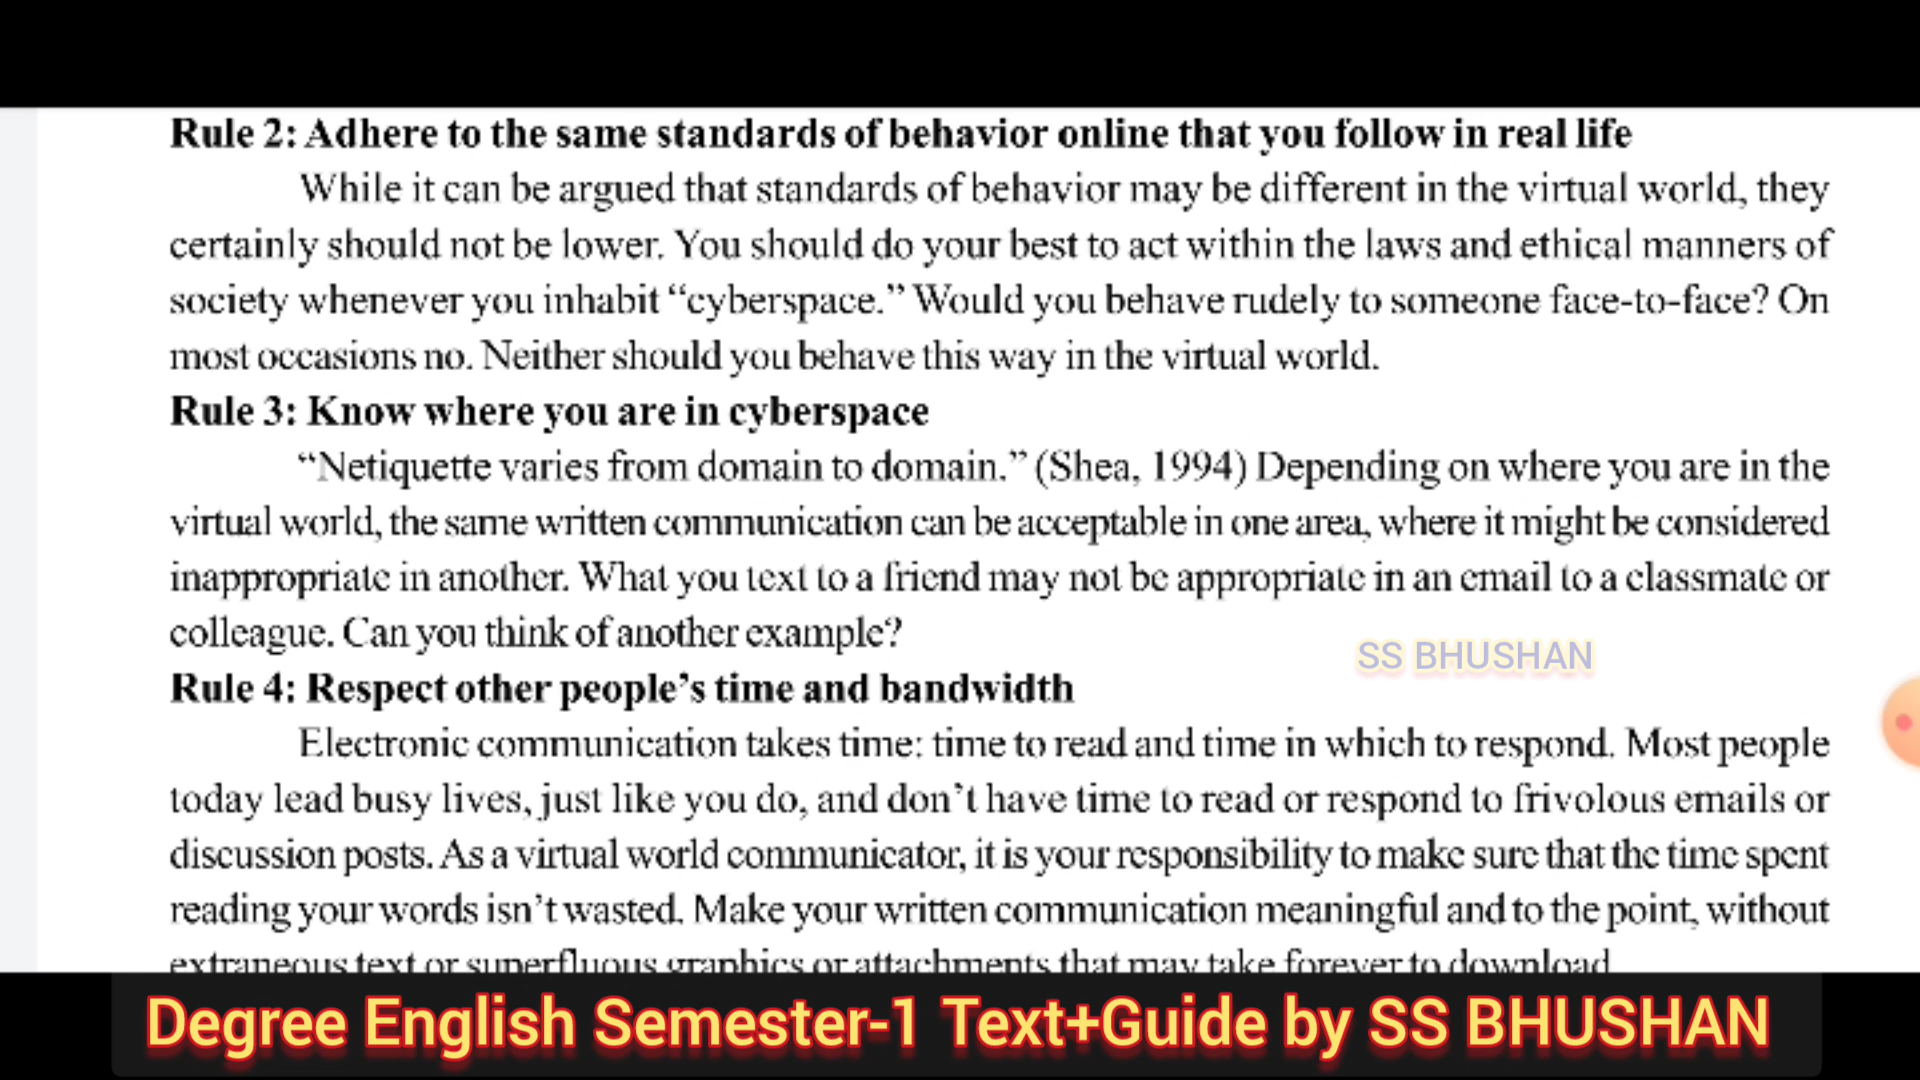 Rule 2: Adhere to the same standards of behavior online that you follow in real life
While it can be argued that standards of behavior may be different in the virtual world, they
certainly should not be lower. You should do your best to act within the laws and ethical manners of
society whenever you inhabit “cyberspace.” Would you behave rudely to someone face-to-face? On
most occasions no. Neither should you behave this way in the virtual world.
Rule 3: Know where you are in cyberspace
“Netiquette varies from domain to domain.” (Shea, 1994) Depending on where you are in the
virtual world, the same written communication can be acceptable in one area, where it might be considered
inappropriate in another. What you text to a friend may not be appropriate in an email to a classmate or
colleague. Can you think of another example?
SS BHUSHAN
Rule 4: Respect other people’s time and bandwidth
Electronic communication takes time: time to read and time in which to respond. Most people
today lead busy lives, just like you do, and don’t have time to read or respond to frivolous emails or
discussion posts. As a virtual world communicator, it is your responsibility to make sure that the time spent
reading your words isn’t wasted. Make your written communication meaningful and to the point, without
extraneous text or superfluous graphics or attachments that may take forever to download
Degree English Semester-1 Text+Guide by SS BHUSHAN